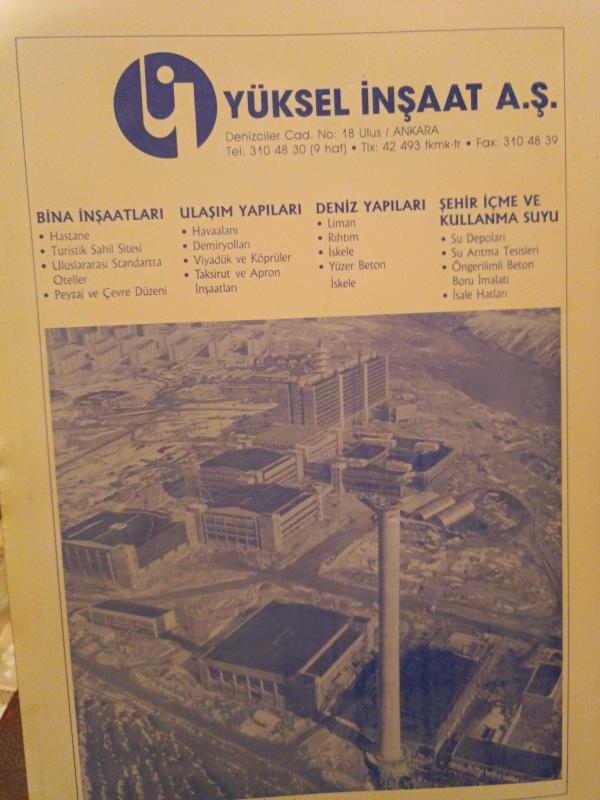 YÜKSEL İNŞAAT A.Ş.
Denizciler Cad. No: 18 Ulus / ANKARA
Tel: 310 48 30 (9 hat) • Tlx: 42 493 tkmk-tr • Fax: 310 48 39
BİNA İNŞAATLARI
• Hastane
• Turistik Sahil Sitesi
• Uluslararası Standartta
Oteller
• Peyzaj ve Çevre Düzeni
ULAŞIM YAPILARI
• Havaalanı
• Demiryolları
• Viyadük ve Köprüler
• Taksirut ve Apron
İnşaatları
DENİZ YAPILARI
• Liman
• Rıhtım
• İskele
• Yüzer Beton
İskele
ŞEHİR İÇME VE
KULLANMA SUYU
• Su Depoları
• Su Arıtma Tesisleri
• Öngerilimli Beton
Boru İmalatı
• İsale Hatları